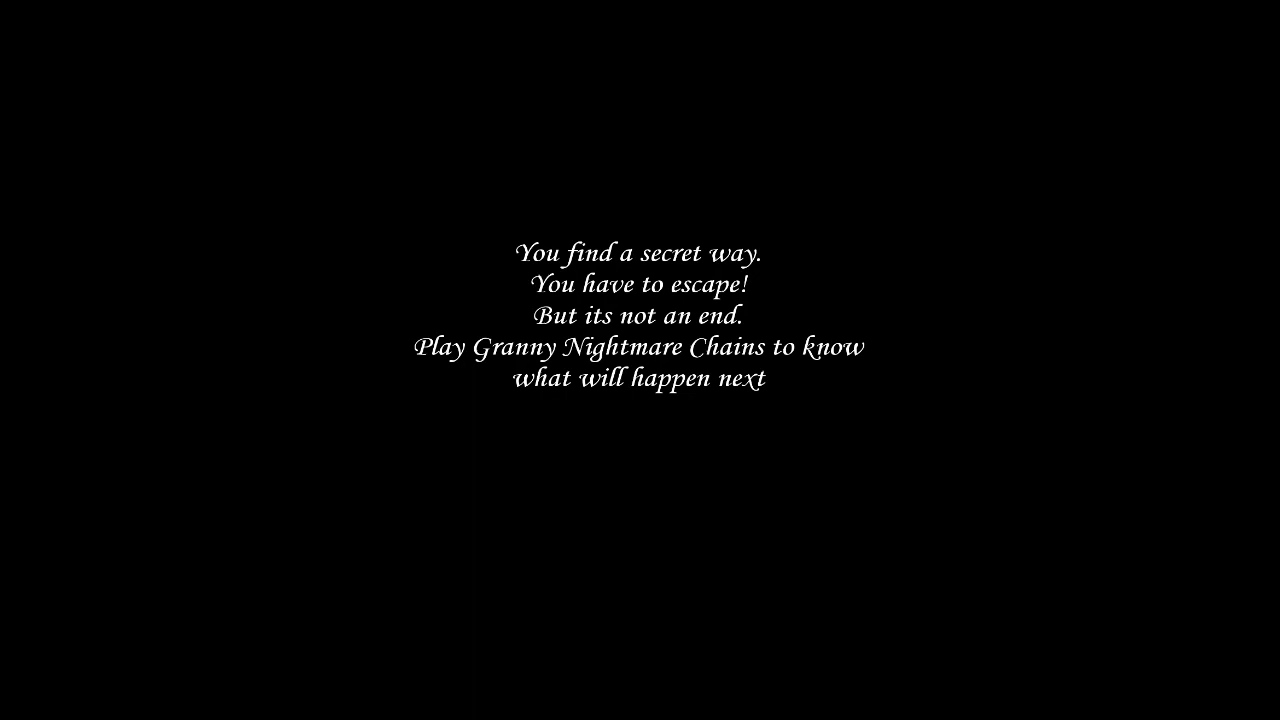 You find a secret way.
You have to escape!
But its not an end.
Play Granny Nightmare Chains to know
what will happen next